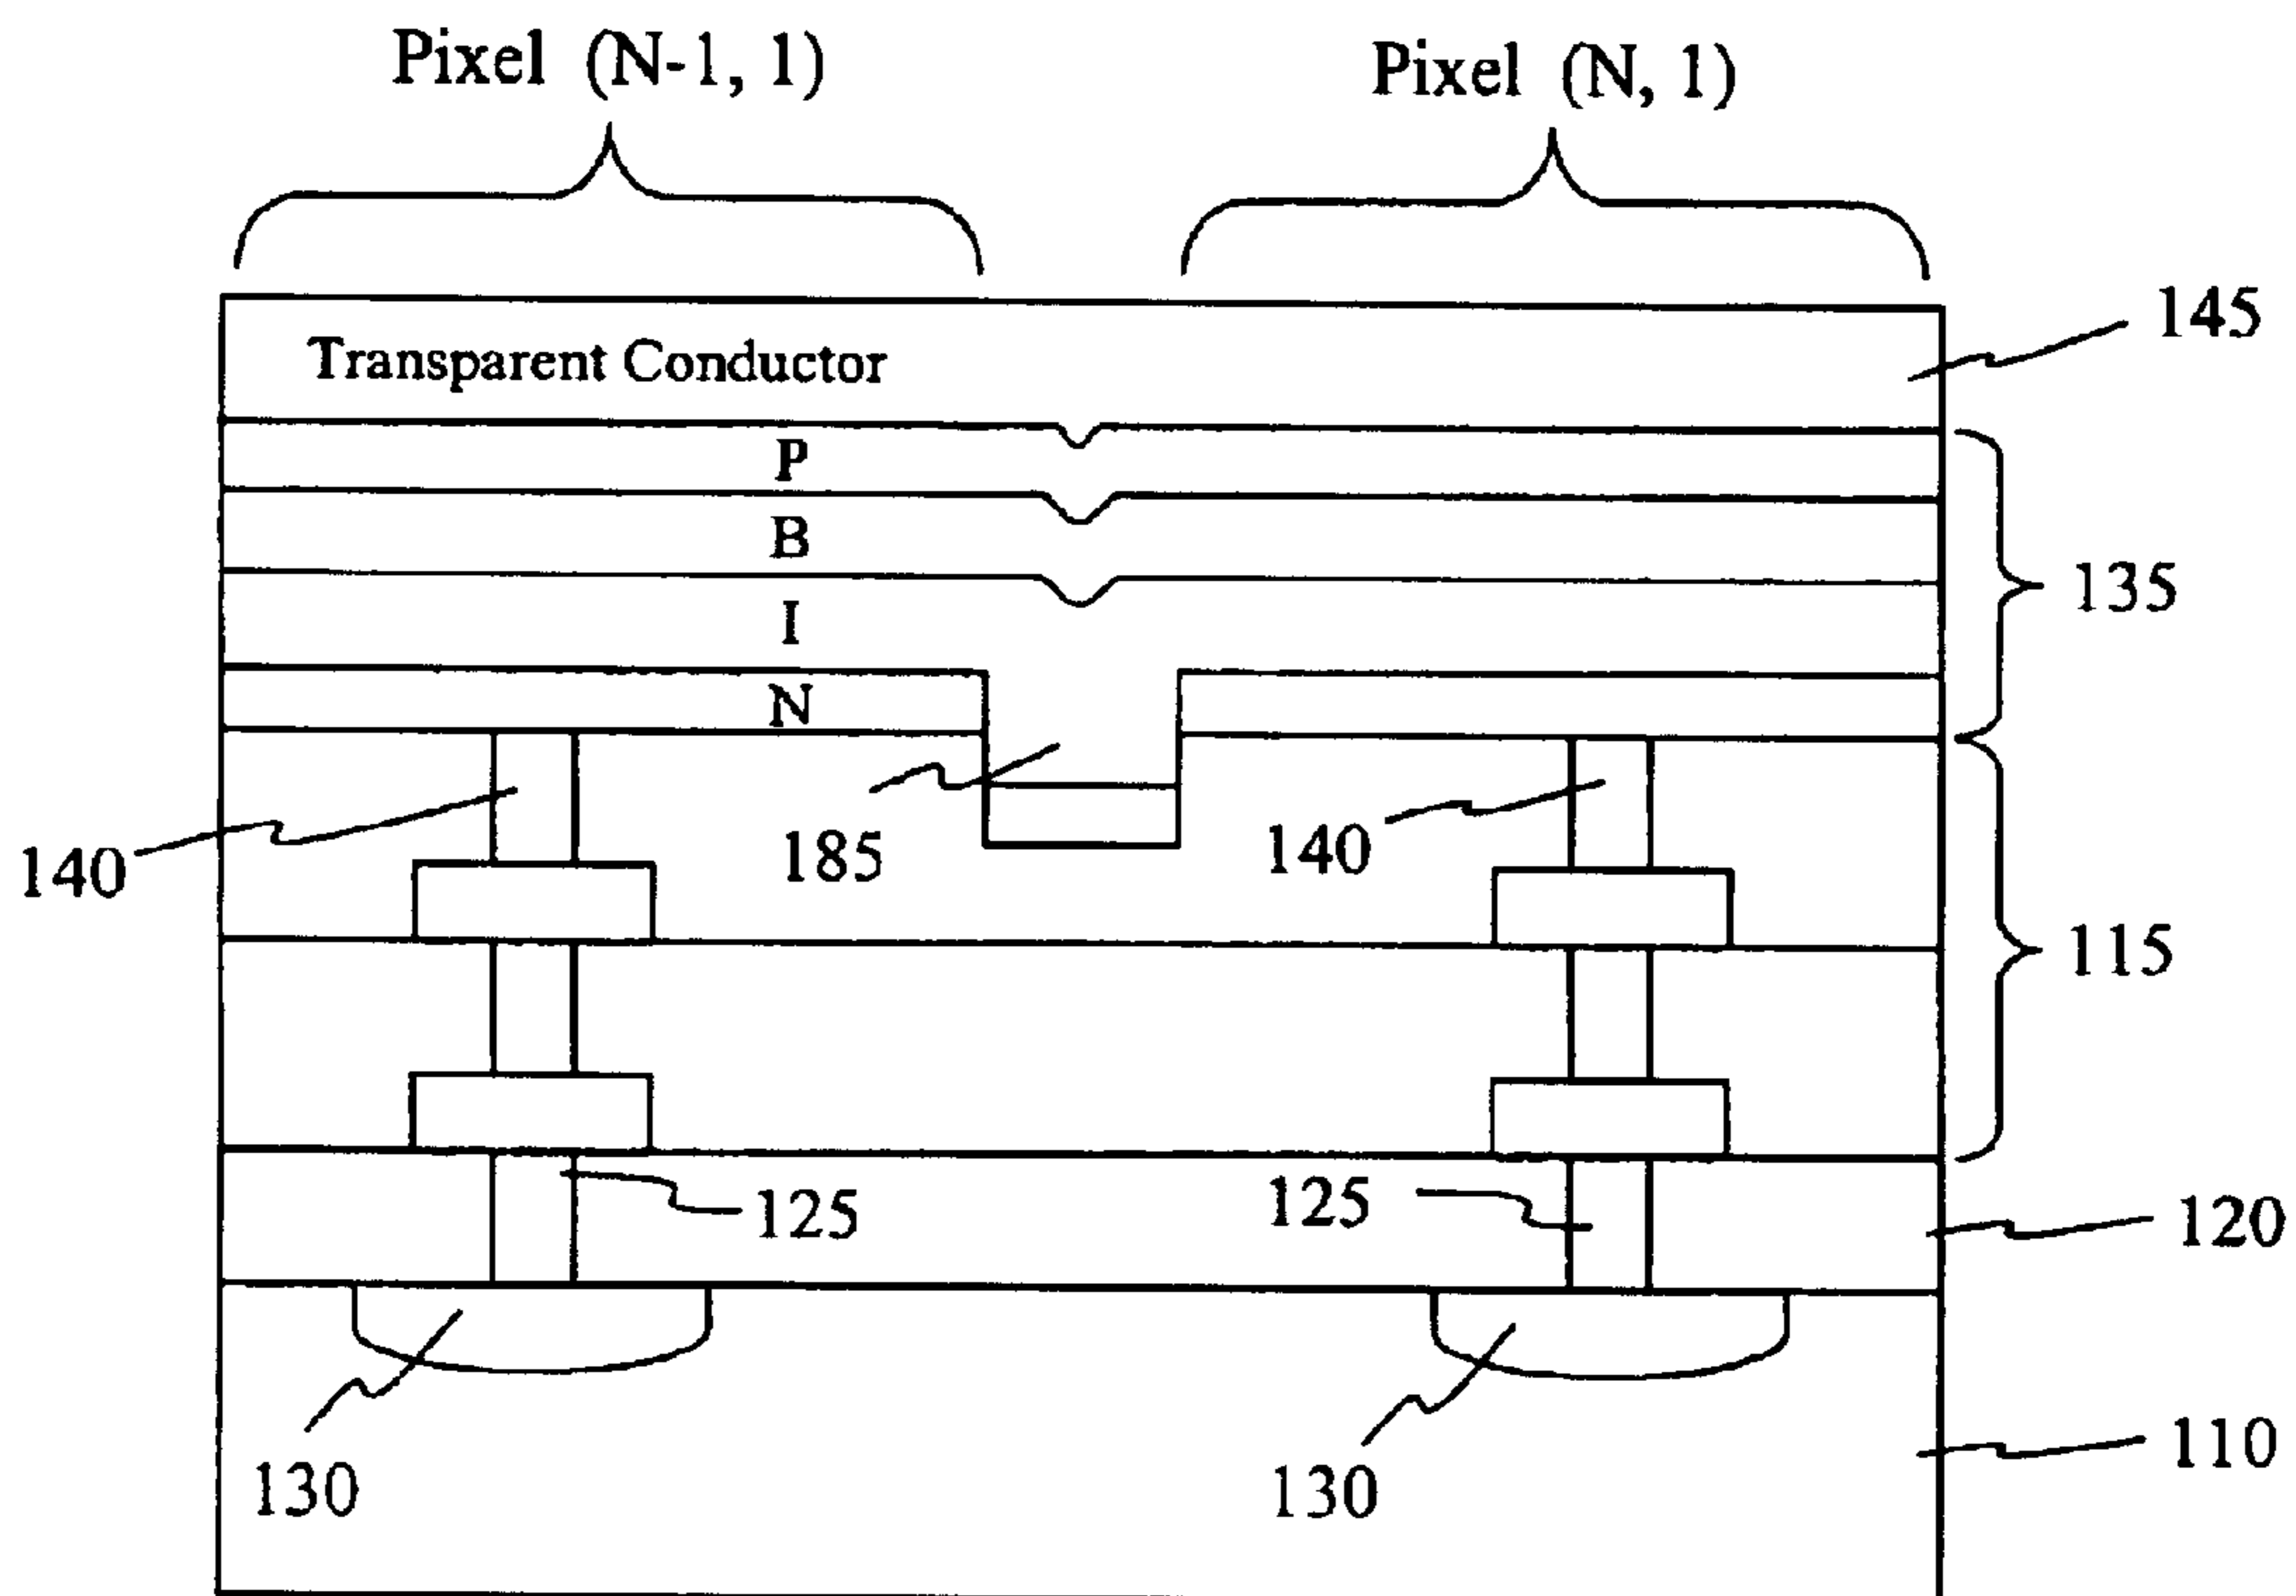 Pixel (N-1, 1)
Pixel (N, 1)
145
Transparent Conductor
P
B
135
I
N
140
185
140
115
125
125
120
130
130
110